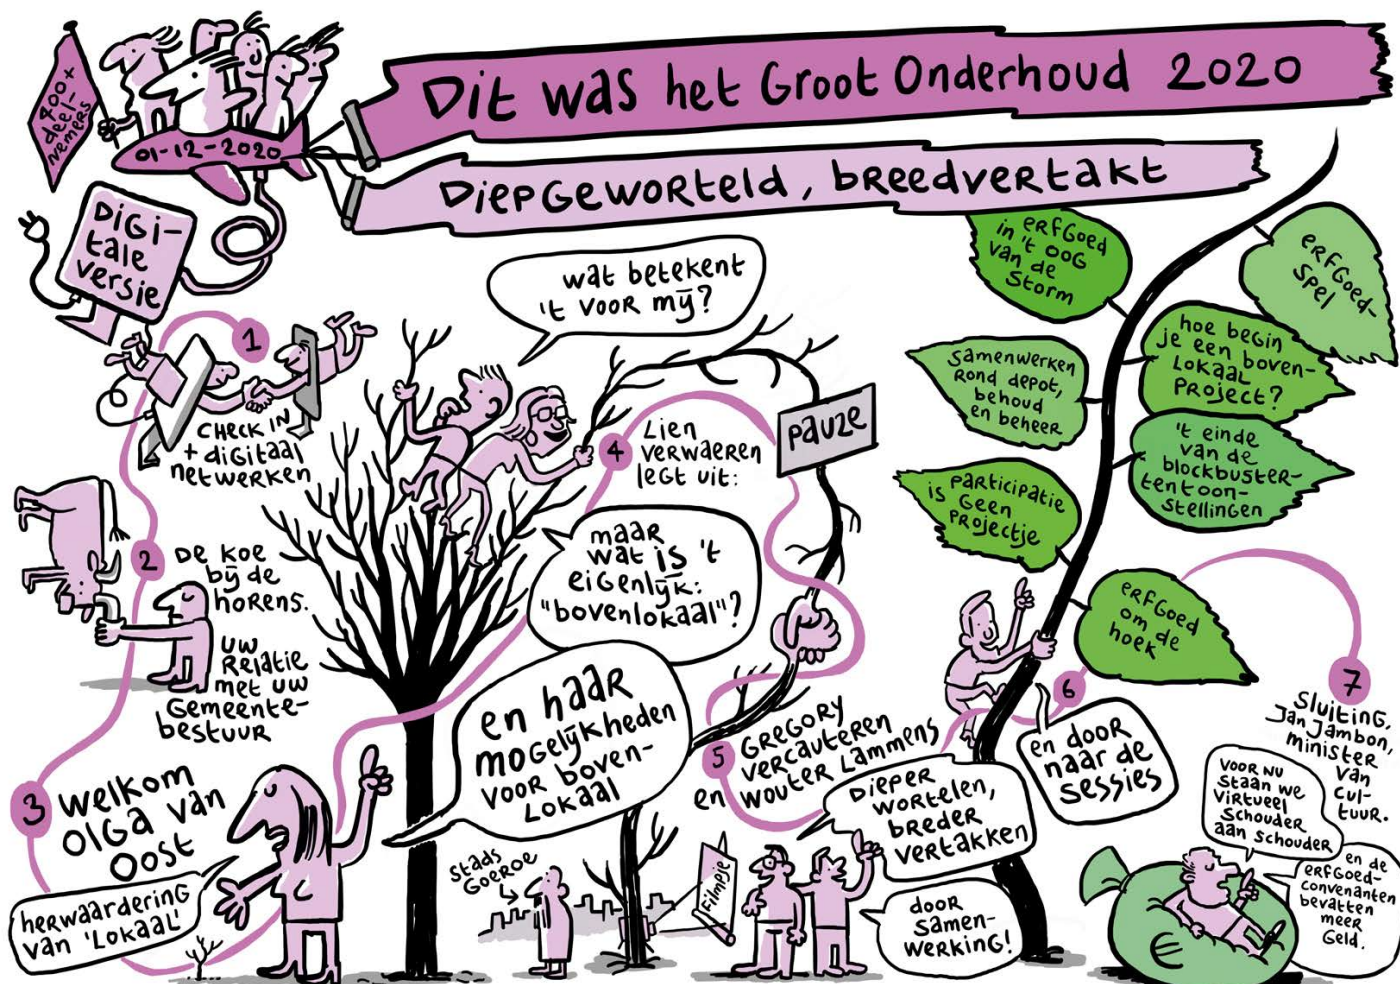 400+
deel-
nemers
01-12-2020
Dit was het Groot Onderhoud 2020
Diepgeworteld, breedvertakt
Digi-
tale
versie
1
check in
+ digitaal
netwerken
2
De koe
bij de
horens.
uw
relatie
met uw
gemeente-
bestuur
3
welkom
Olga van
Oost
herwaardering
van 'Lokaal'
en haar
mogelijkheden
voor boven-
lokaal
wat betekent
't voor mij?
maar
wat is 't
eigenlijk:
"bovenlokaal"?
4
Lien
Verwaeren
legt uit:
pauze
5
Gregory
Vercauteren
en Wouter Lammens
Dieper
wortelen,
breder
vertakken
door
samen-
werking!
Stads
Goeroe
Filmpje
6
en door
naar de
sessies
erfgoed
in 't oog
van de
storm
erfgoed-
spel
hoe begin
je een boven-
lokaal
project?
samenwerken
rond depot,
behoud
en beheer
't einde
van de
blockbuster-
tentoon-
stellingen
participatie
is geen
projectje
erfgoed
om de
hoek
7
Sluiting,
Jan Jambon,
minister
van
cul-
tuur.
voor nu
staan we
virtueel
schouder
aan schouder
en de
erfgoed-
convenanten
bevatten
meer
geld.
€